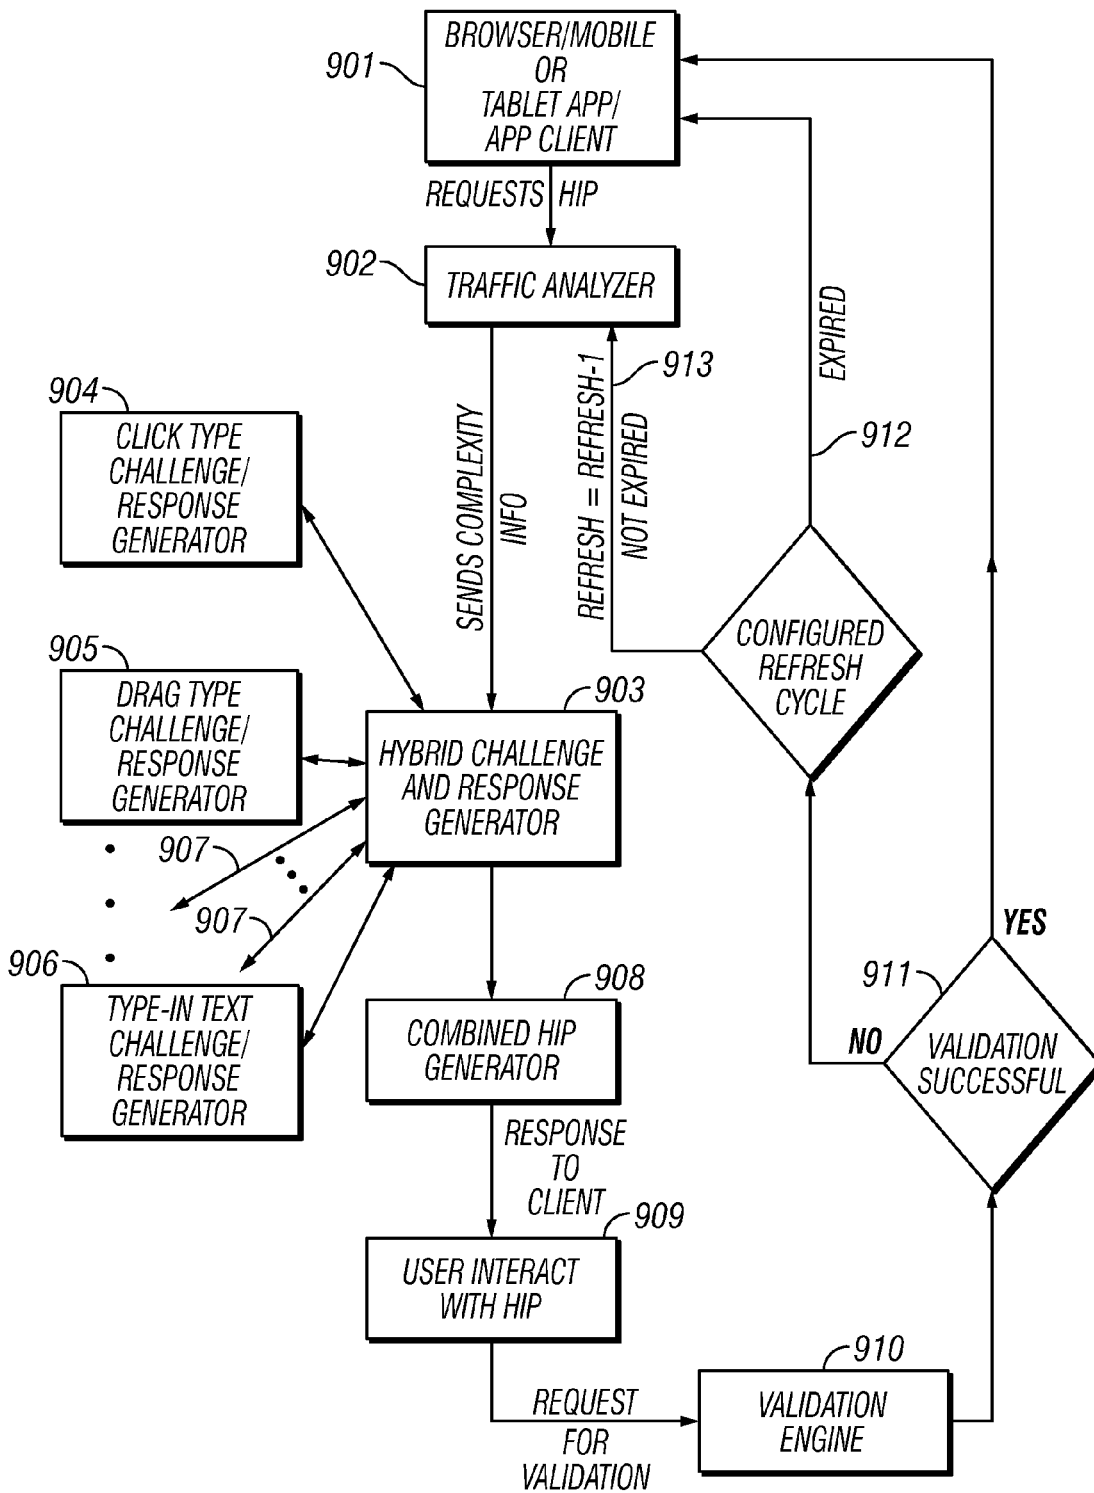 901
BROWSER/MOBILE
OR
TABLET APP/
APP CLIENT
REQUESTS HIP
902
TRAFFIC ANALYZER
SENDS COMPLEXITY
INFO
REFRESH = REFRESH-1
NOT EXPIRED
913
EXPIRED
912
904
CLICK TYPE
CHALLENGE/
RESPONSE
GENERATOR
CONFIGURED
REFRESH
CYCLE
905
DRAG TYPE
CHALLENGE/
RESPONSE
GENERATOR
903
HYBRID CHALLENGE
AND RESPONSE
GENERATOR
907
907
906
TYPE-IN TEXT
CHALLENGE/
RESPONSE
GENERATOR
908
COMBINED HIP
GENERATOR
YES
911
NO
VALIDATION
SUCCESSFUL
RESPONSE
TO
CLIENT
909
USER INTERACT
WITH HIP
REQUEST
FOR
VALIDATION
910
VALIDATION
ENGINE